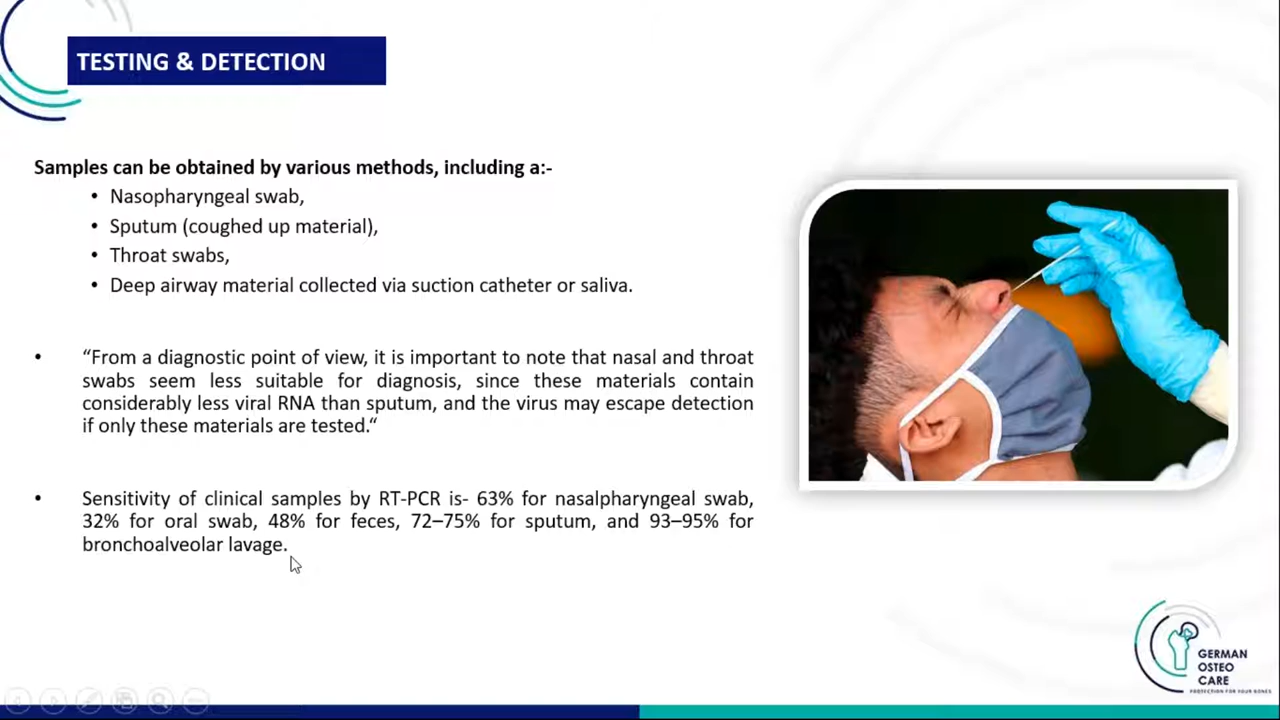 TESTING & DETECTION
Samples can be obtained by various methods, including a:-
• Nasopharyngeal swab,
• Sputum (coughed up material),
• Throat swabs,
• Deep airway material collected via suction catheter or saliva.
• “From a diagnostic point of view, it is important to note that nasal and throat
swabs seem less suitable for diagnosis, since these materials contain
considerably less viral RNA than sputum, and the virus may escape detection
if only these materials are tested.“
• Sensitivity of clinical samples by RT-PCR is- 63% for nasalpharyngeal swab,
32% for oral swab, 48% for feces, 72–75% for sputum, and 93–95% for
bronchoalveolar lavage.
GERMAN
OSTEO
CARE
PROTECTION FOR YOUR BONES